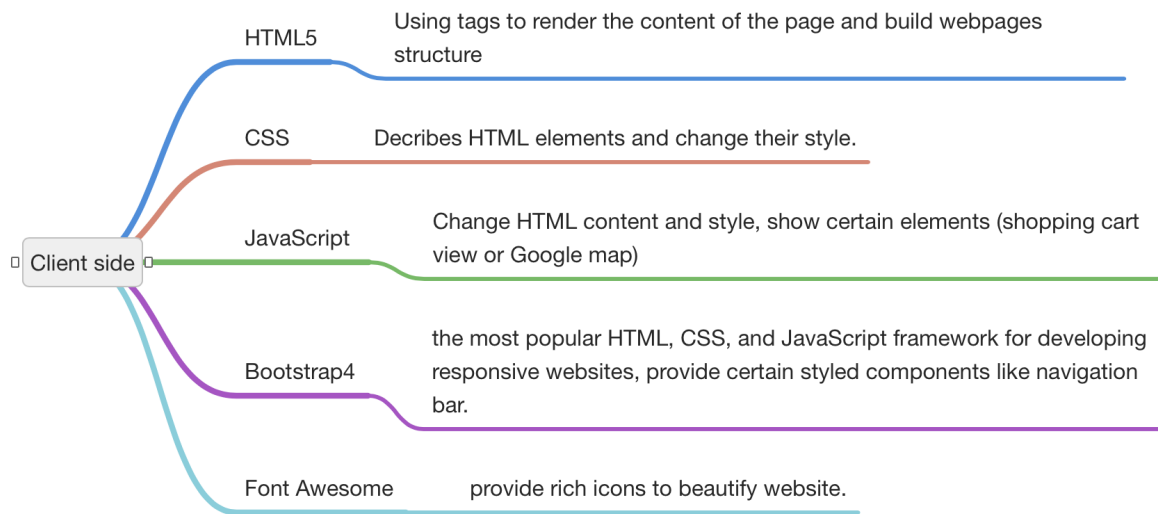 HTML5
Using tags to render the content of the page and build webpages
structure
CSS
Decribes HTML elements and change their style.
JavaScript
Change HTML content and style, show certain elements (shopping cart
view or Google map)
Client side
Bootstrap4
the most popular HTML, CSS, and JavaScript framework for developing
responsive websites, provide certain styled components like navigation
bar.
Font Awesome
provide rich icons to beautify website.